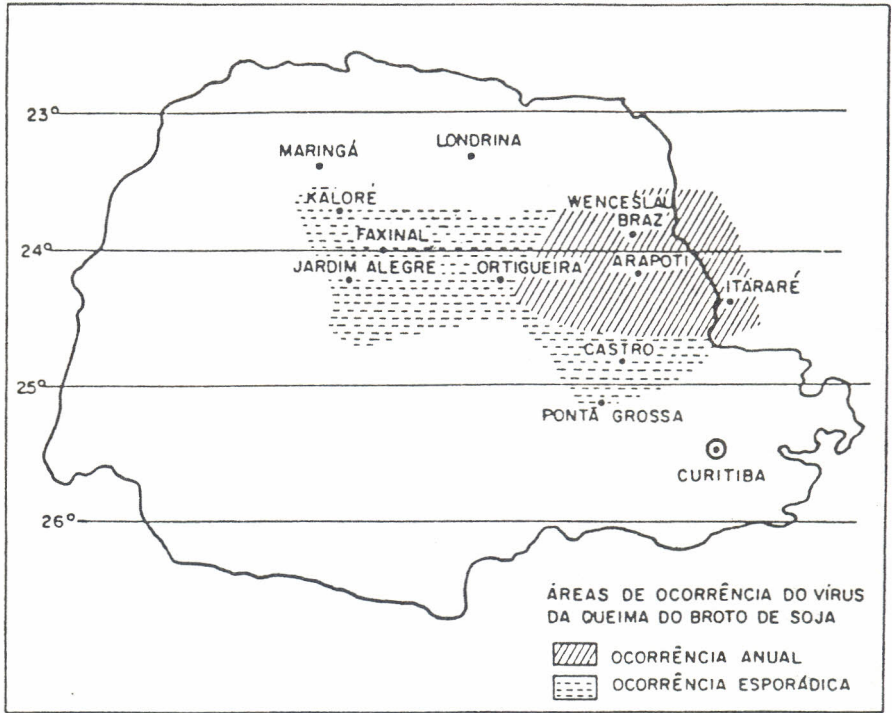 23°
LONDRINA
MARINGÁ
KALORÉ
WENCESLAU
BRAZ
FAXINAL
24°
ARAPOTI
JARDIM ALEGRE
ORTIGUEIRA
ITARARÉ
CASTRO
25°
PONTA GROSSA
CURITIBA
26°
ÁREAS DE OCORRÊNCIA DO VÍRUS
DA QUEIMA DO BROTO DE SOJA
OCORRÊNCIA ANUAL
OCORRÊNCIA ESPORÁDICA